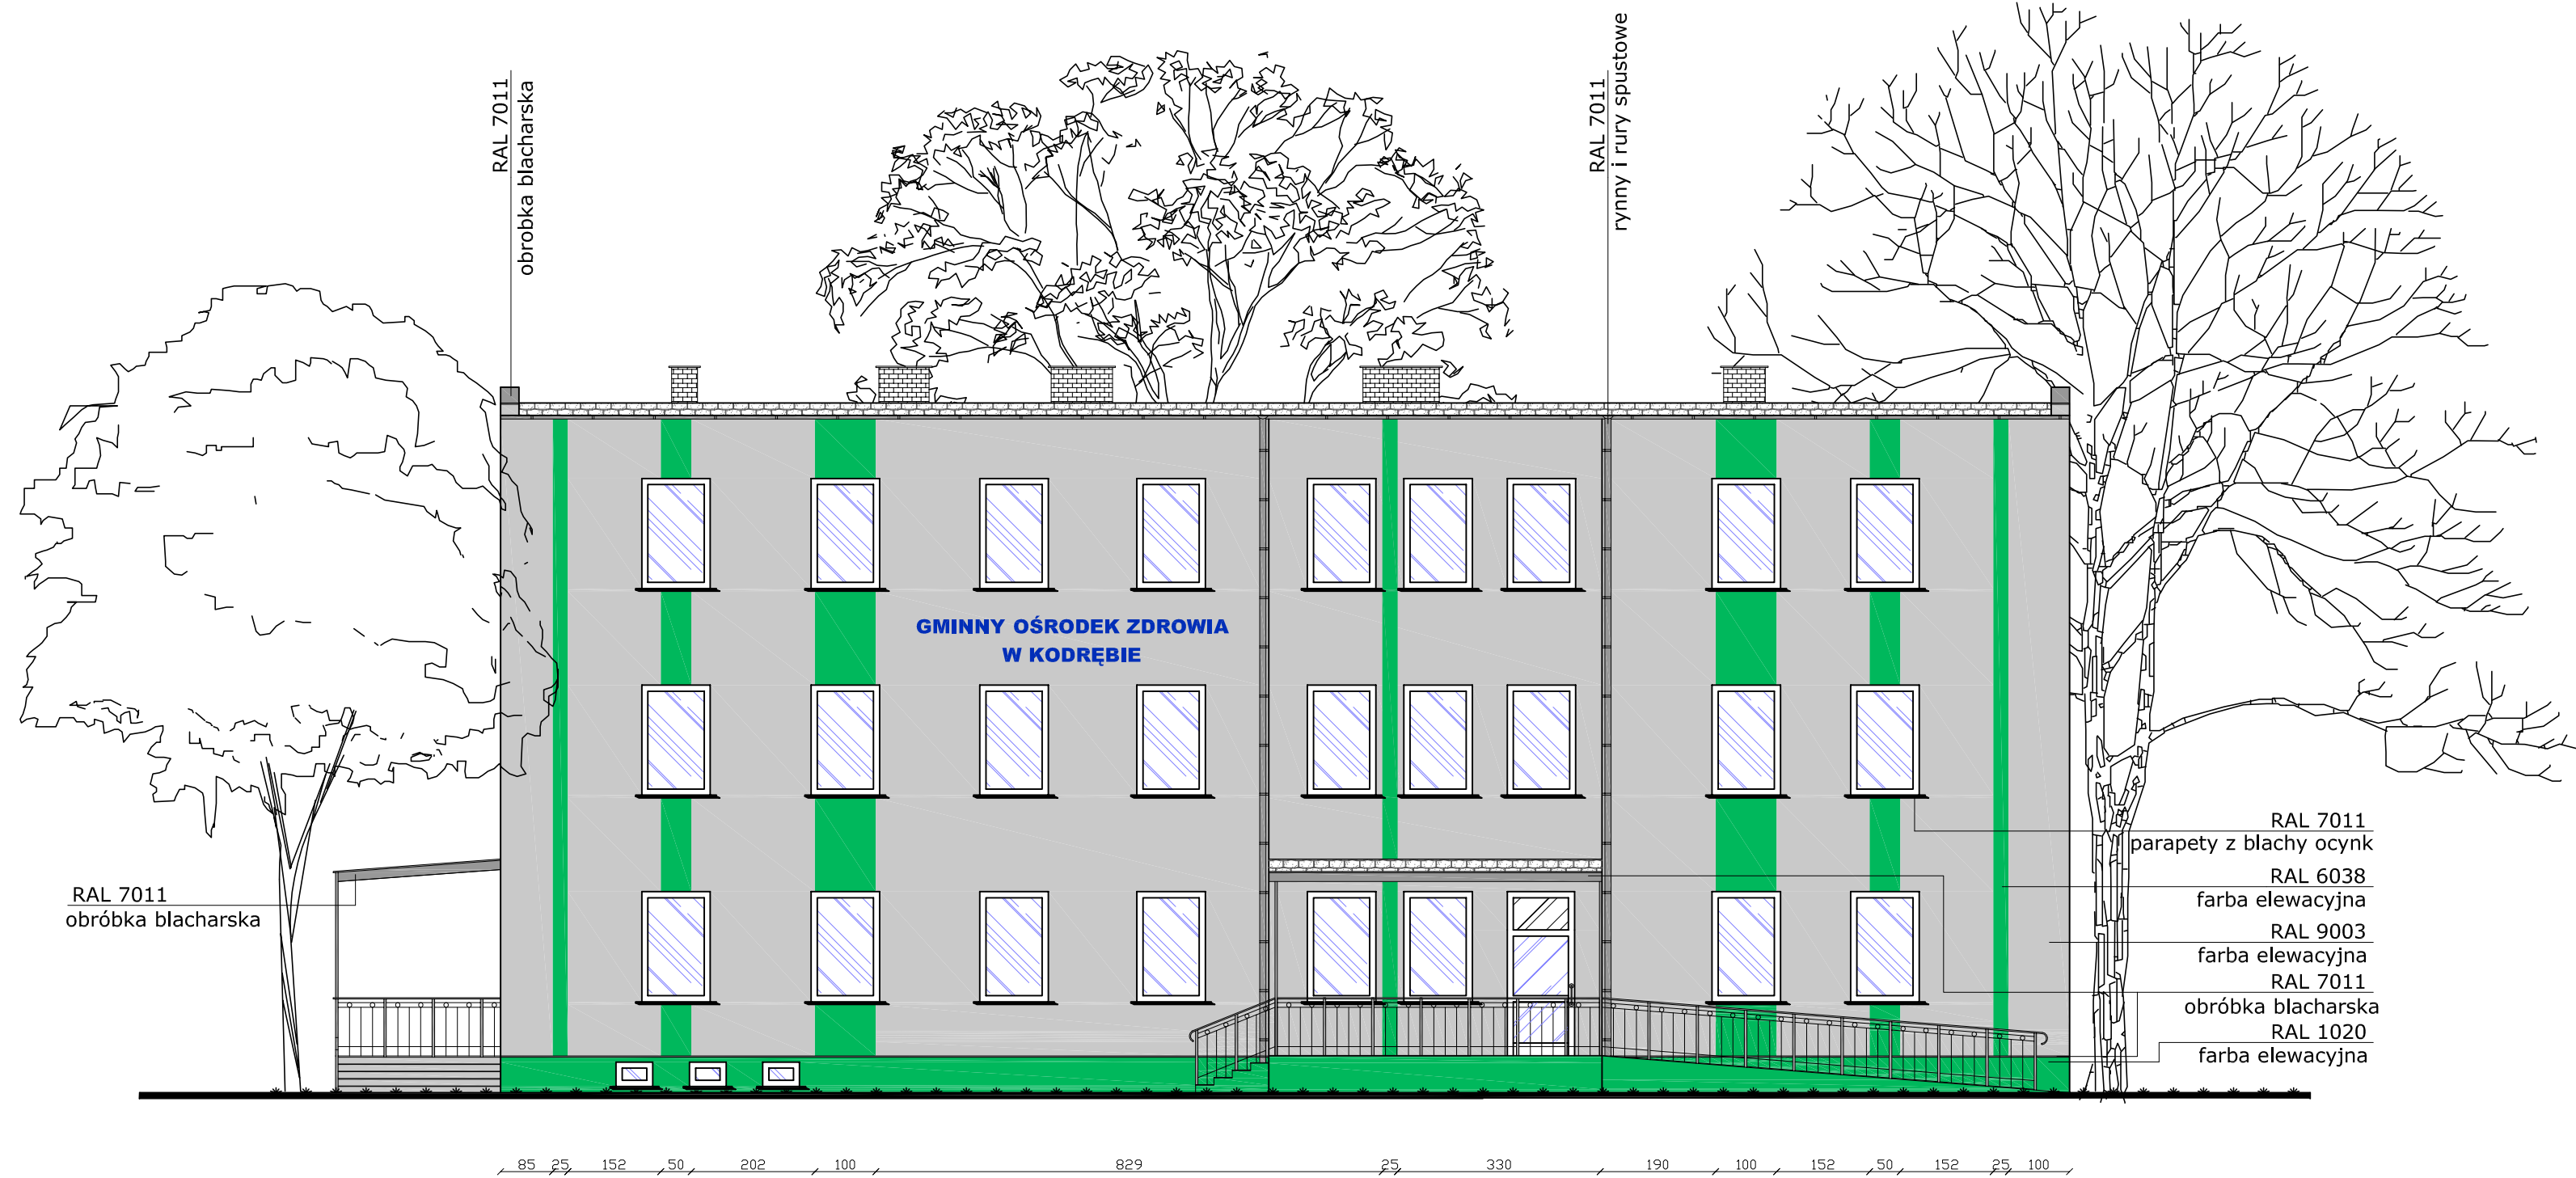 RAL 7011
obrobka blacharska
RAL 7011
rynny i rury spustowe
GMINNY OŚRODEK ZDROWIA
W KODRĘBIE
RAL 7011
obróbka blacharska
RAL 7011
parapety z blachy ocynk
RAL 6038
farba elewacyjna
RAL 9003
farba elewacyjna
RAL 7011
obróbka blacharska
RAL 1020
farba elewacyjna
85 25 152 50 202 100 829 25 330 190 100 152 50 152 25 100